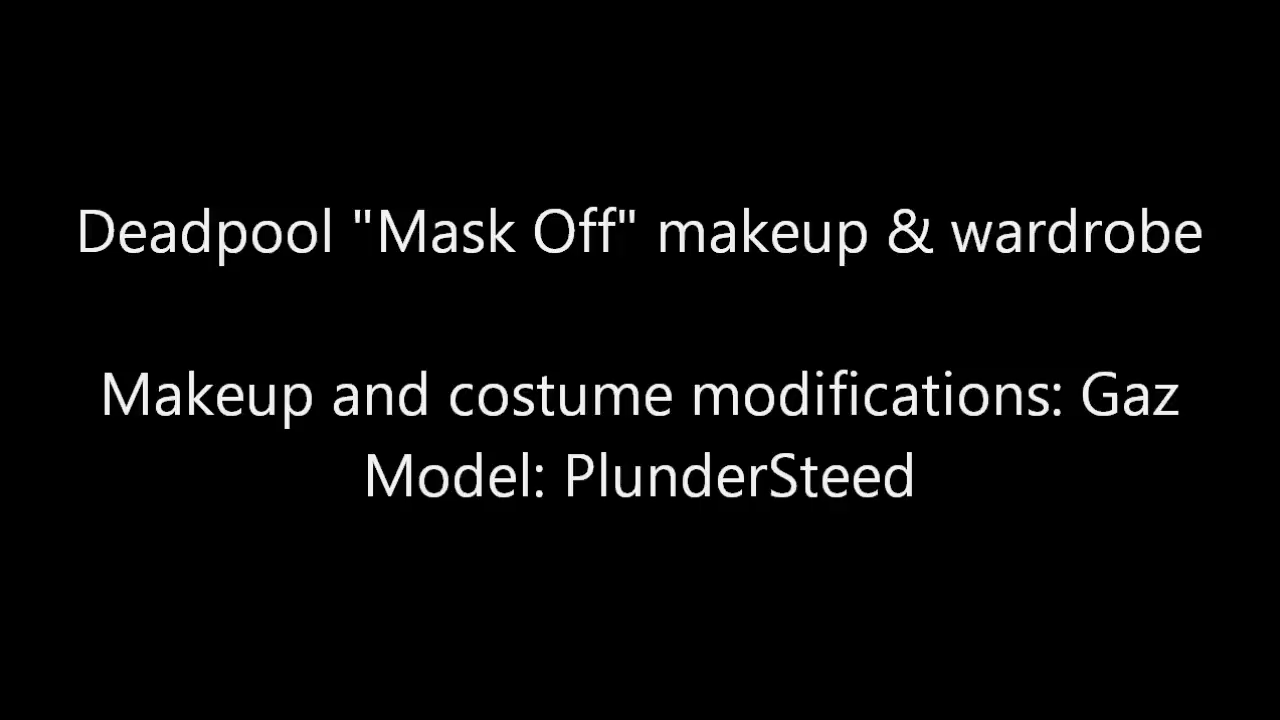 Deadpool "Mask Off" makeup & wardrobe
Makeup and costume modifications: Gaz
Model: PlunderSteed